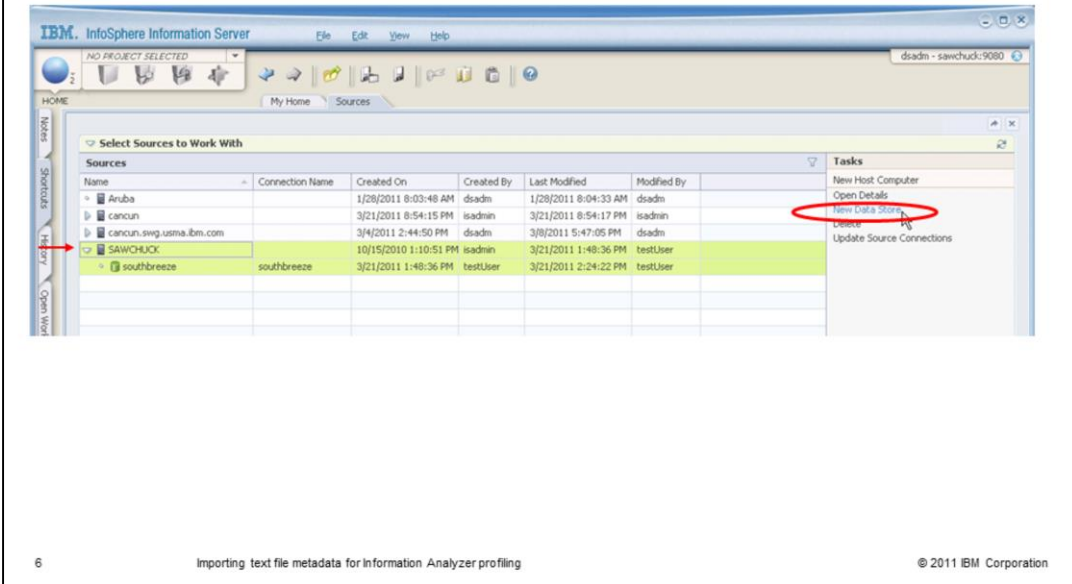 IBM. InfoSphere Information Server File Edit View Help
NO PROJECT SELECTED
dsadm - sawchuck:9080
2
HOME
My Home Sources
Notes
Shortcuts
History
Open Wor
Select Sources to Work With
Sources
Tasks
Name Connection Name Created On Created By Last Modified Modified By
New Host Computer
Aruba 1/28/2011 8:03:48 AM dsadm 1/28/2011 8:04:33 AM dsadm
Open Details
cancun 3/21/2011 8:54:15 PM isadmin 3/21/2011 8:54:17 PM isadmin
New Data Store
Delete
cancun.swg.usma.ibm.com 3/4/2011 2:44:50 PM dsadm 3/8/2011 5:47:05 PM dsadm
Update Source Connections
SAWCHUCK 10/15/2010 1:10:51 PM isadmin 3/21/2011 1:48:36 PM testUser
southbreeze southbreeze 3/21/2011 1:48:36 PM testUser 3/21/2011 2:24:22 PM testUser
6 Importing text file metadata for Information Analyzer profiling © 2011 IBM Corporation